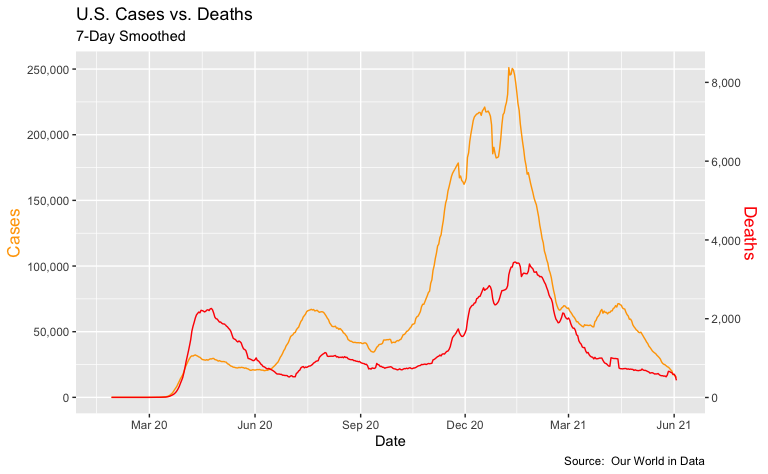 U.S. Cases vs. Deaths
7-Day Smoothed
250,000
200,000
150,000
100,000
50,000
0
Cases
8,000
6,000
4,000
2,000
0
Deaths
Mar 20 Jun 20 Sep 20 Dec 20 Mar 21 Jun 21
Date
Source:  Our World in Data